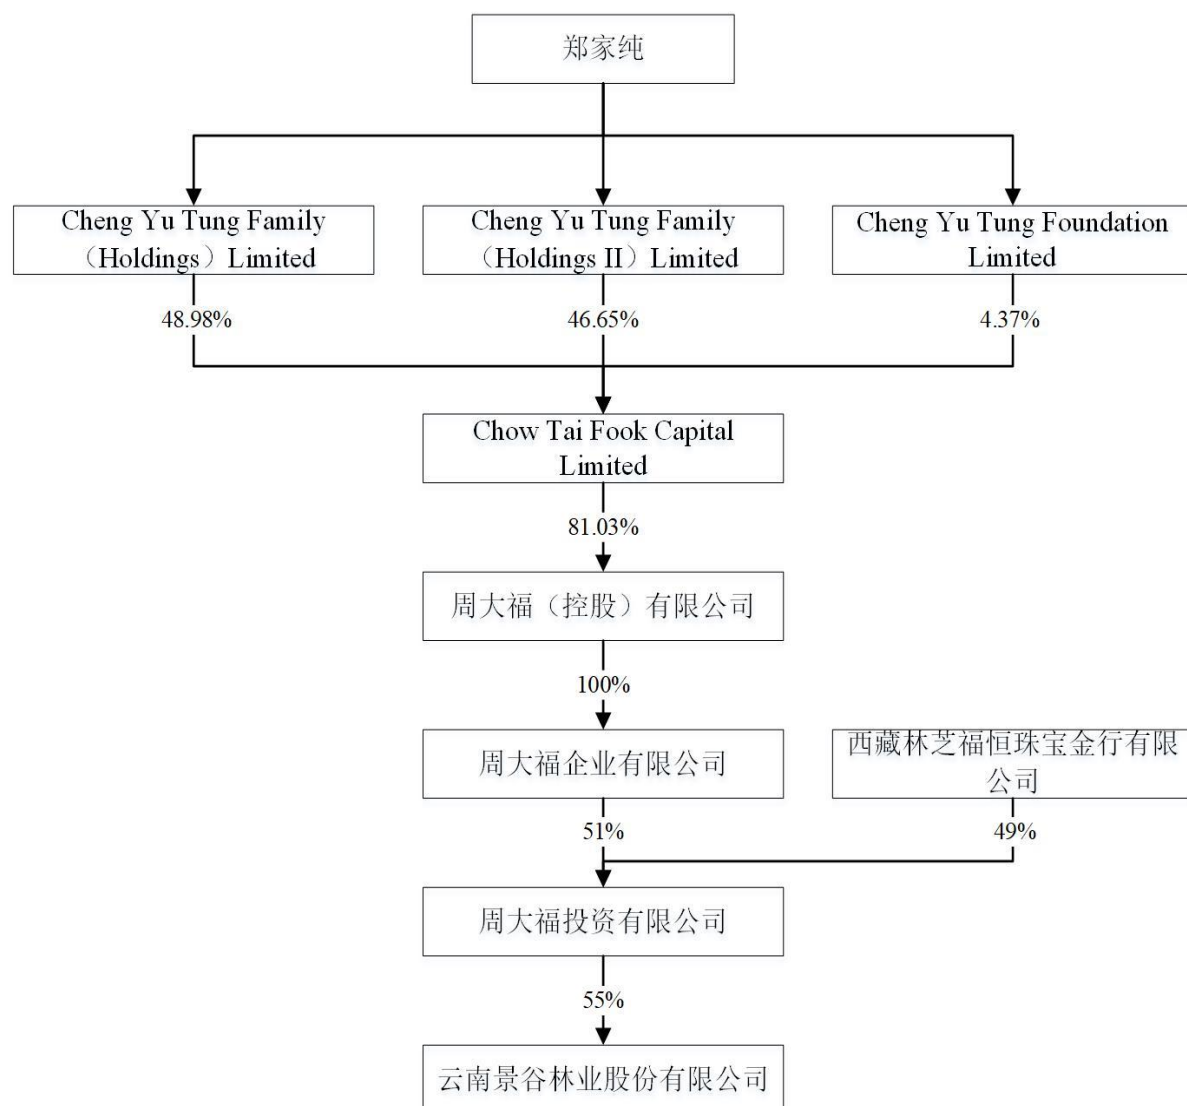 郑家纯
Cheng Yu Tung Family
（Holdings）Limited
Cheng Yu Tung Family
（Holdings II）Limited
Cheng Yu Tung Foundation
Limited
48.98%
46.65%
4.37%
Chow Tai Fook Capital
Limited
81.03%
周大福（控股）有限公司
100%
周大福企业有限公司
西藏林芝福恒珠宝金行有限
公司
51%
49%
周大福投资有限公司
55%
云南景谷林业股份有限公司